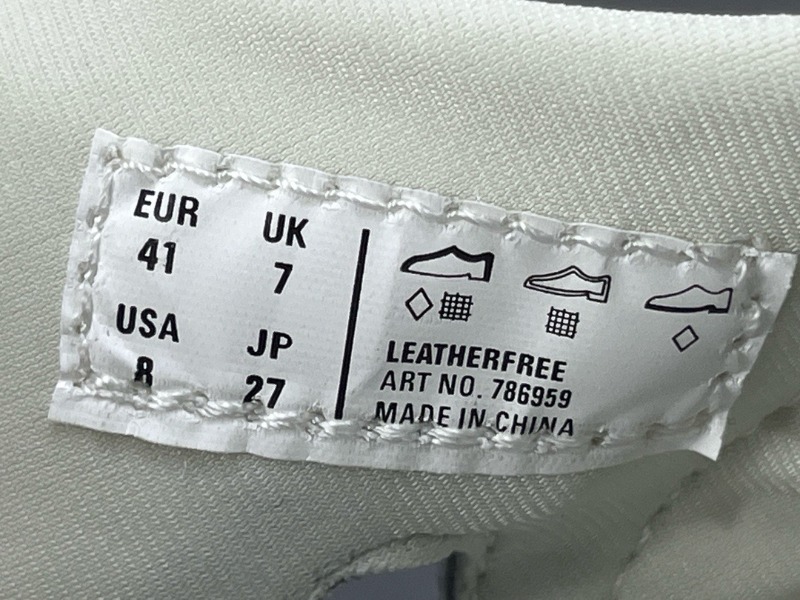 EUR UK
41 7
USA JP
8 27
LEATHERFREE
ART NO. 786959
MADE IN CHINA